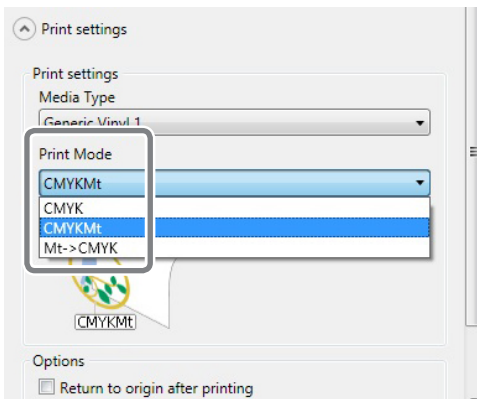 Print settings
Print settings
Media Type
Generic Vinyl 1
Print Mode
CMYKMt
CMYK
CMYKMt
Mt->CMYK
CMYKMt
Options
Return to origin after printing